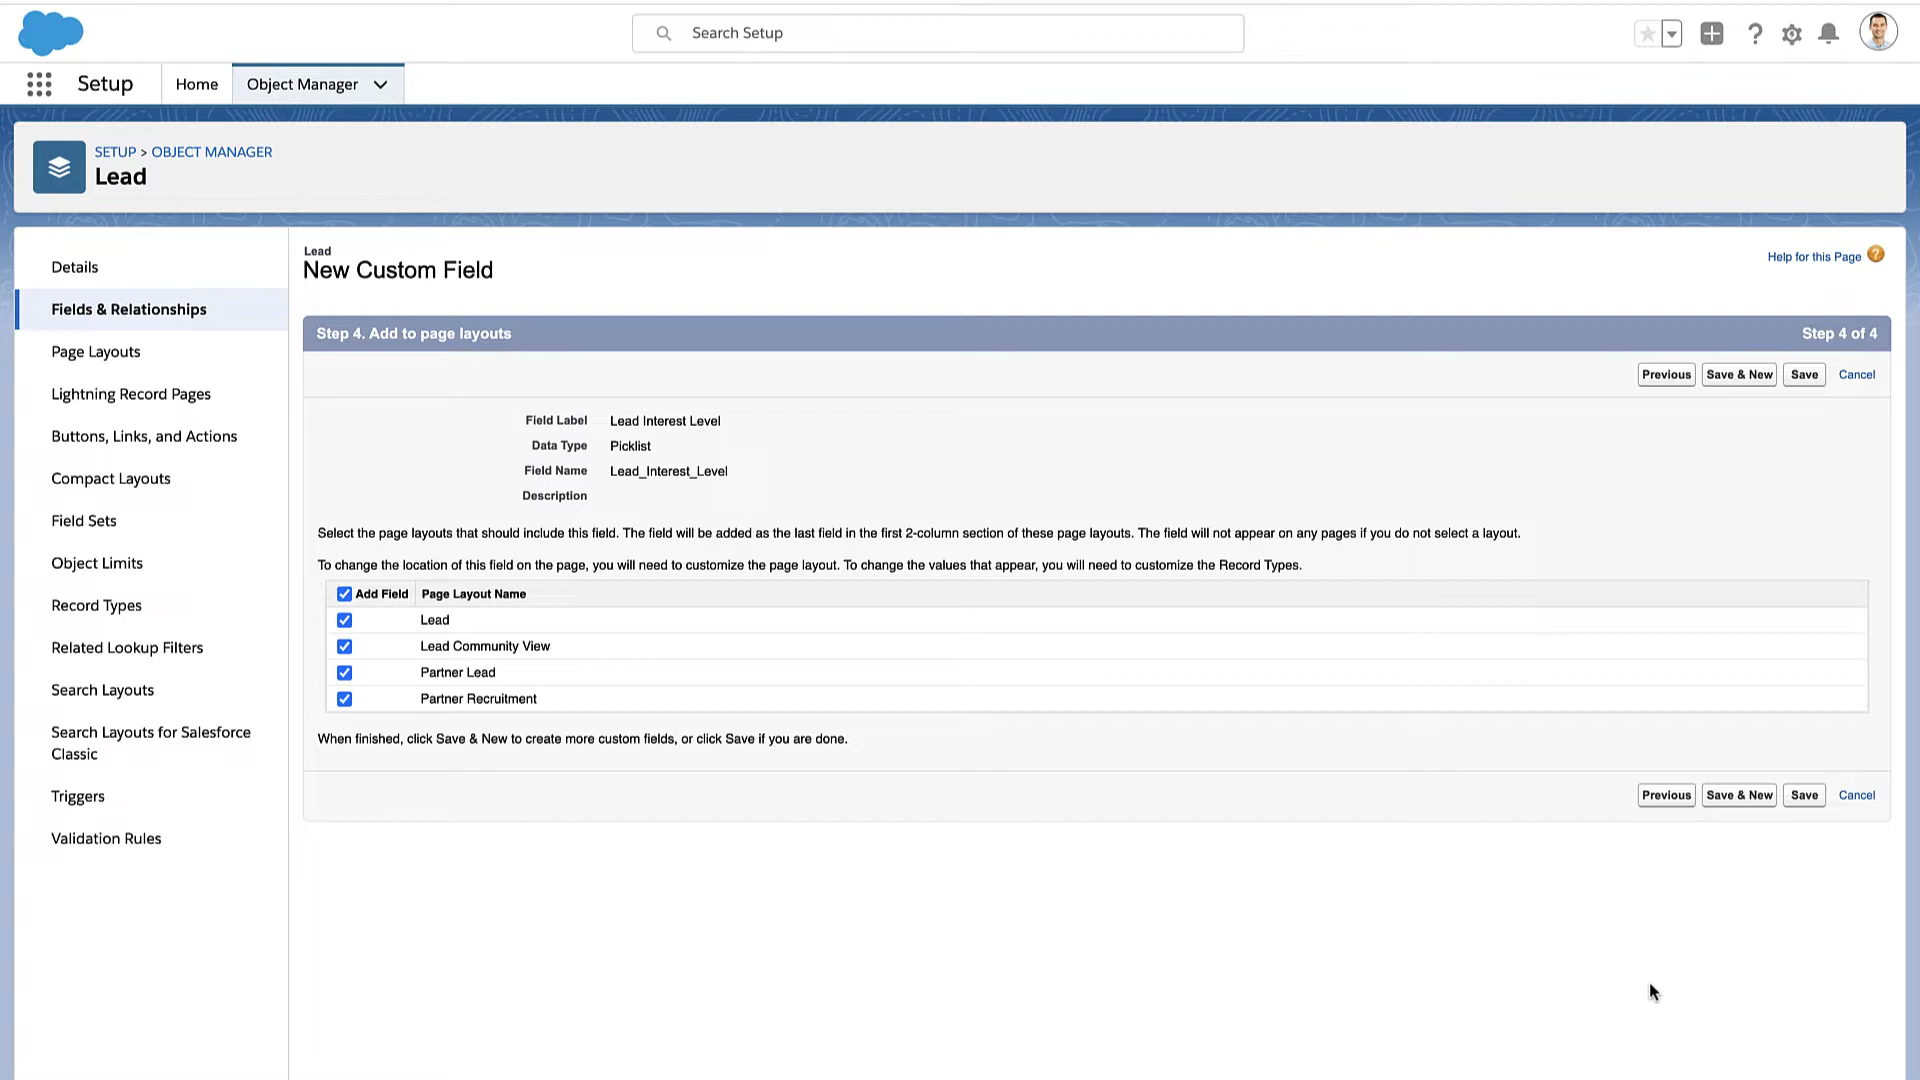 Search Setup
Setup
Home
Object Manager
SETUP > OBJECT MANAGER
Lead
Details
Fields & Relationships
Page Layouts
Lightning Record Pages
Buttons, Links, and Actions
Compact Layouts
Field Sets
Object Limits
Record Types
Related Lookup Filters
Search Layouts
Search Layouts for Salesforce
Classic
Triggers
Validation Rules
Lead
New Custom Field
Help for this Page ?
Step 4. Add to page layouts
Step 4 of 4
Previous
Save & New
Save
Cancel
Field Label Lead Interest Level
Data Type Picklist
Field Name Lead_Interest_Level
Description
Select the page layouts that should include this field. The field will be added as the last field in the first 2-column section of these page layouts. The field will not appear on any pages if you do not select a layout.
To change the location of this field on the page, you will need to customize the page layout. To change the values that appear, you will need to customize the Record Types.
Add Field Page Layout Name
Lead
Lead Community View
Partner Lead
Partner Recruitment
When finished, click Save & New to create more custom fields, or click Save if you are done.
Previous
Save & New
Save
Cancel